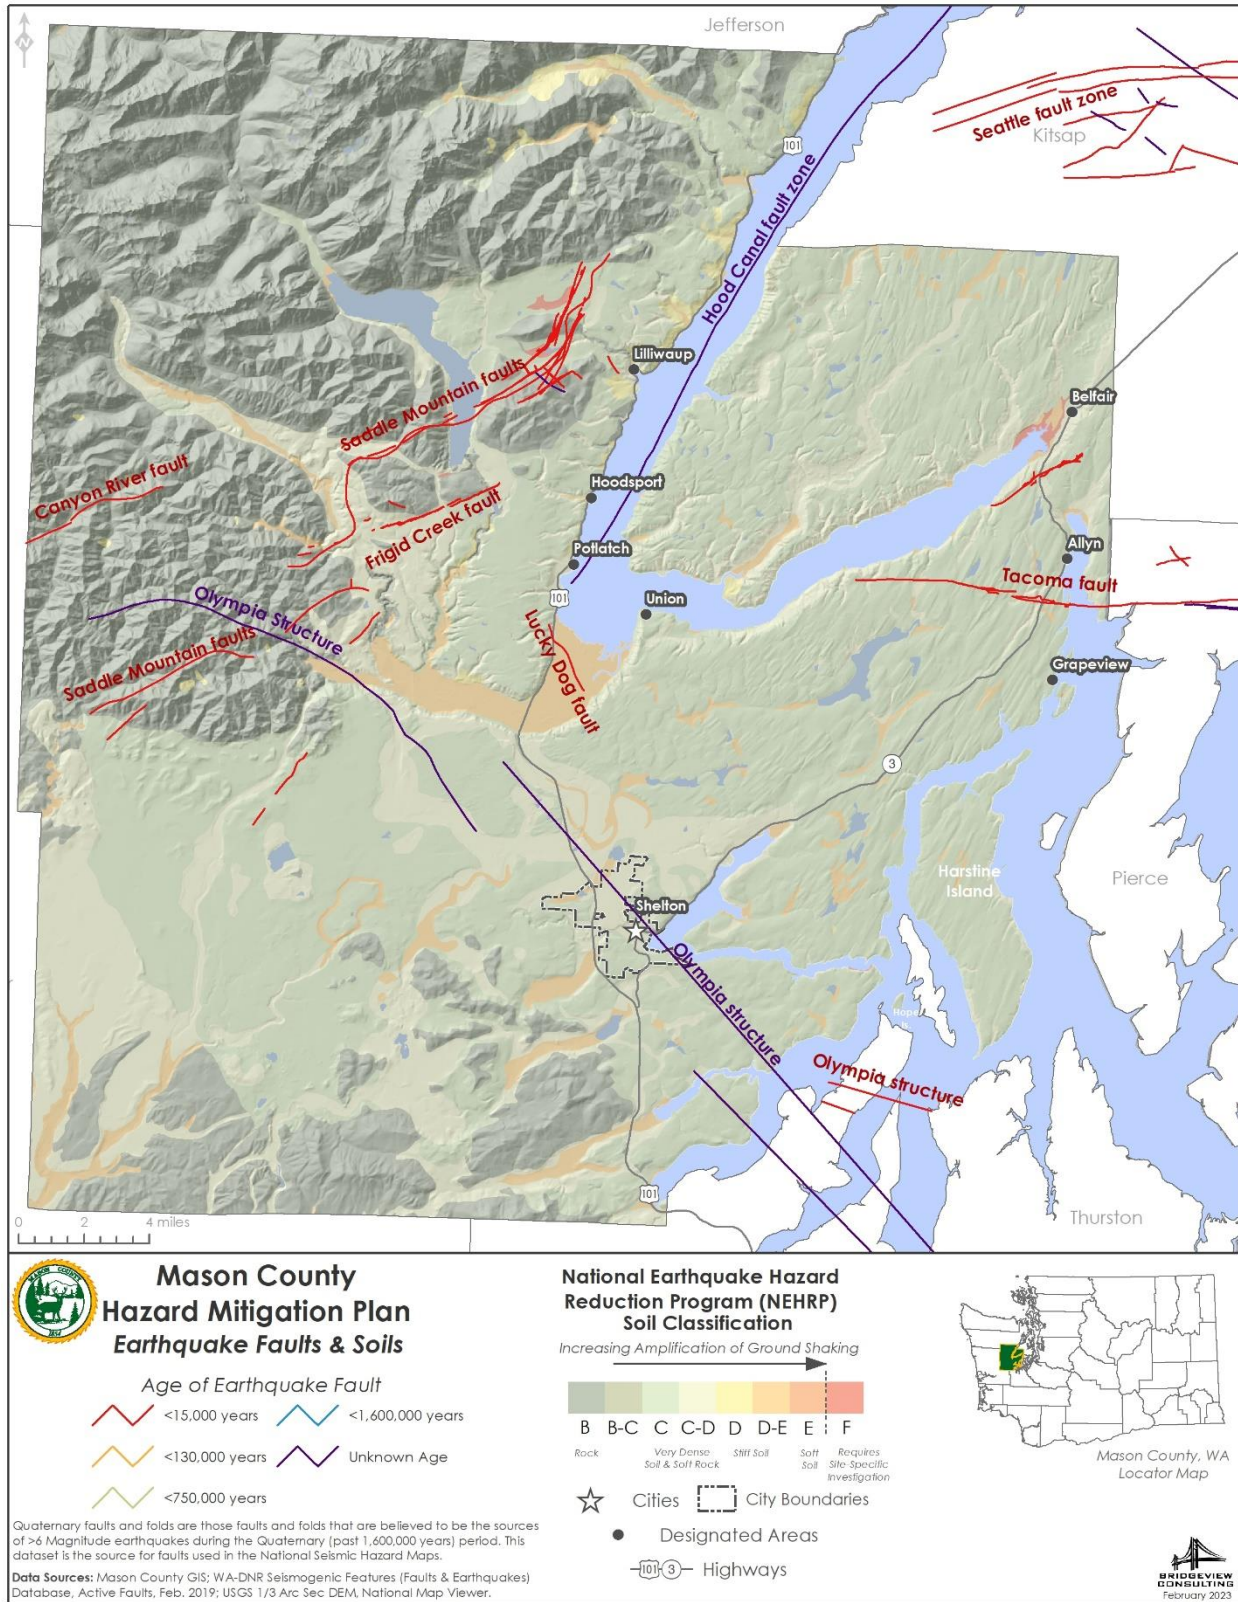 Jefferson
N
101
Seattle fault zone
Kitsap
Hood Canal fault zone
Lilliwaup
Saddle Mountain faults
Belfair
Canyon River fault
Hoodsport
Frigid Creek fault
Potlatch
Allyn
Tacoma fault
101
Union
Olympia Structure
Lucky Dog fault
Saddle Mountain faults
Grapeview
3
Harstine
Island
Pierce
Shelton
Olympia structure
Hope
Is.
Olympia structure
101
Thurston
0 2 4 miles
MASON COUNTY
1854
Mason County
Hazard Mitigation Plan
Earthquake Faults & Soils
Age of Earthquake Fault
<15,000 years
<1,600,000 years
<130,000 years
Unknown Age
<750,000 years
Quaternary faults and folds are those faults and folds that are believed to be the sources
of >6 Magnitude earthquakes during the Quaternary (past 1,600,000 years) period. This
dataset is the source for faults used in the National Seismic Hazard Maps.
Data Sources: Mason County GIS; WA-DNR Seismogenic Features (Faults & Earthquakes)
Database, Active Faults, Feb. 2019; USGS 1/3 Arc Sec DEM, National Map Viewer.
National Earthquake Hazard
Reduction Program (NEHRP)
Soil Classification
Increasing Amplification of Ground Shaking
B B-C C C-D D D-E E F
Rock
Very Dense
Soil & Soft Rock
Stiff Soil
Soft
Soil
Requires
Site-Specific
Investigation
Cities
City Boundaries
Designated Areas
101 3 Highways
Mason County, WA
Locator Map
BRIDGEVIEW
CONSULTING
February 2023